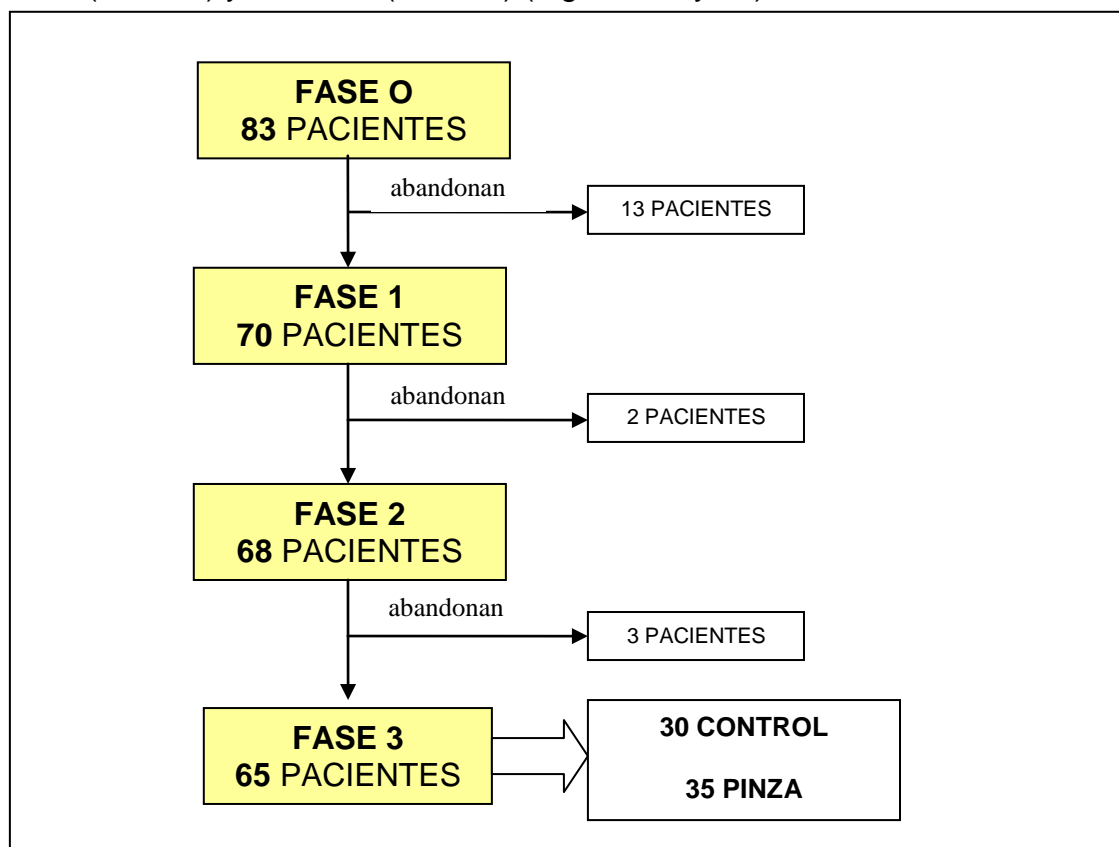 FASE O
83 PACIENTES
abandonan
13 PACIENTES
FASE 1
70 PACIENTES
abandonan
2 PACIENTES
FASE 2
68 PACIENTES
abandonan
3 PACIENTES
FASE 3
65 PACIENTES
30 CONTROL
35 PINZA